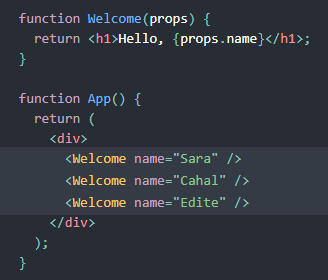 function Welcome(props) {
  return <h1>Hello, {props.name}</h1>;
}

function App() {
  return (
    <div>
      <Welcome name="Sara" />
      <Welcome name="Cahal" />
      <Welcome name="Edite" />
    </div>
  );
}